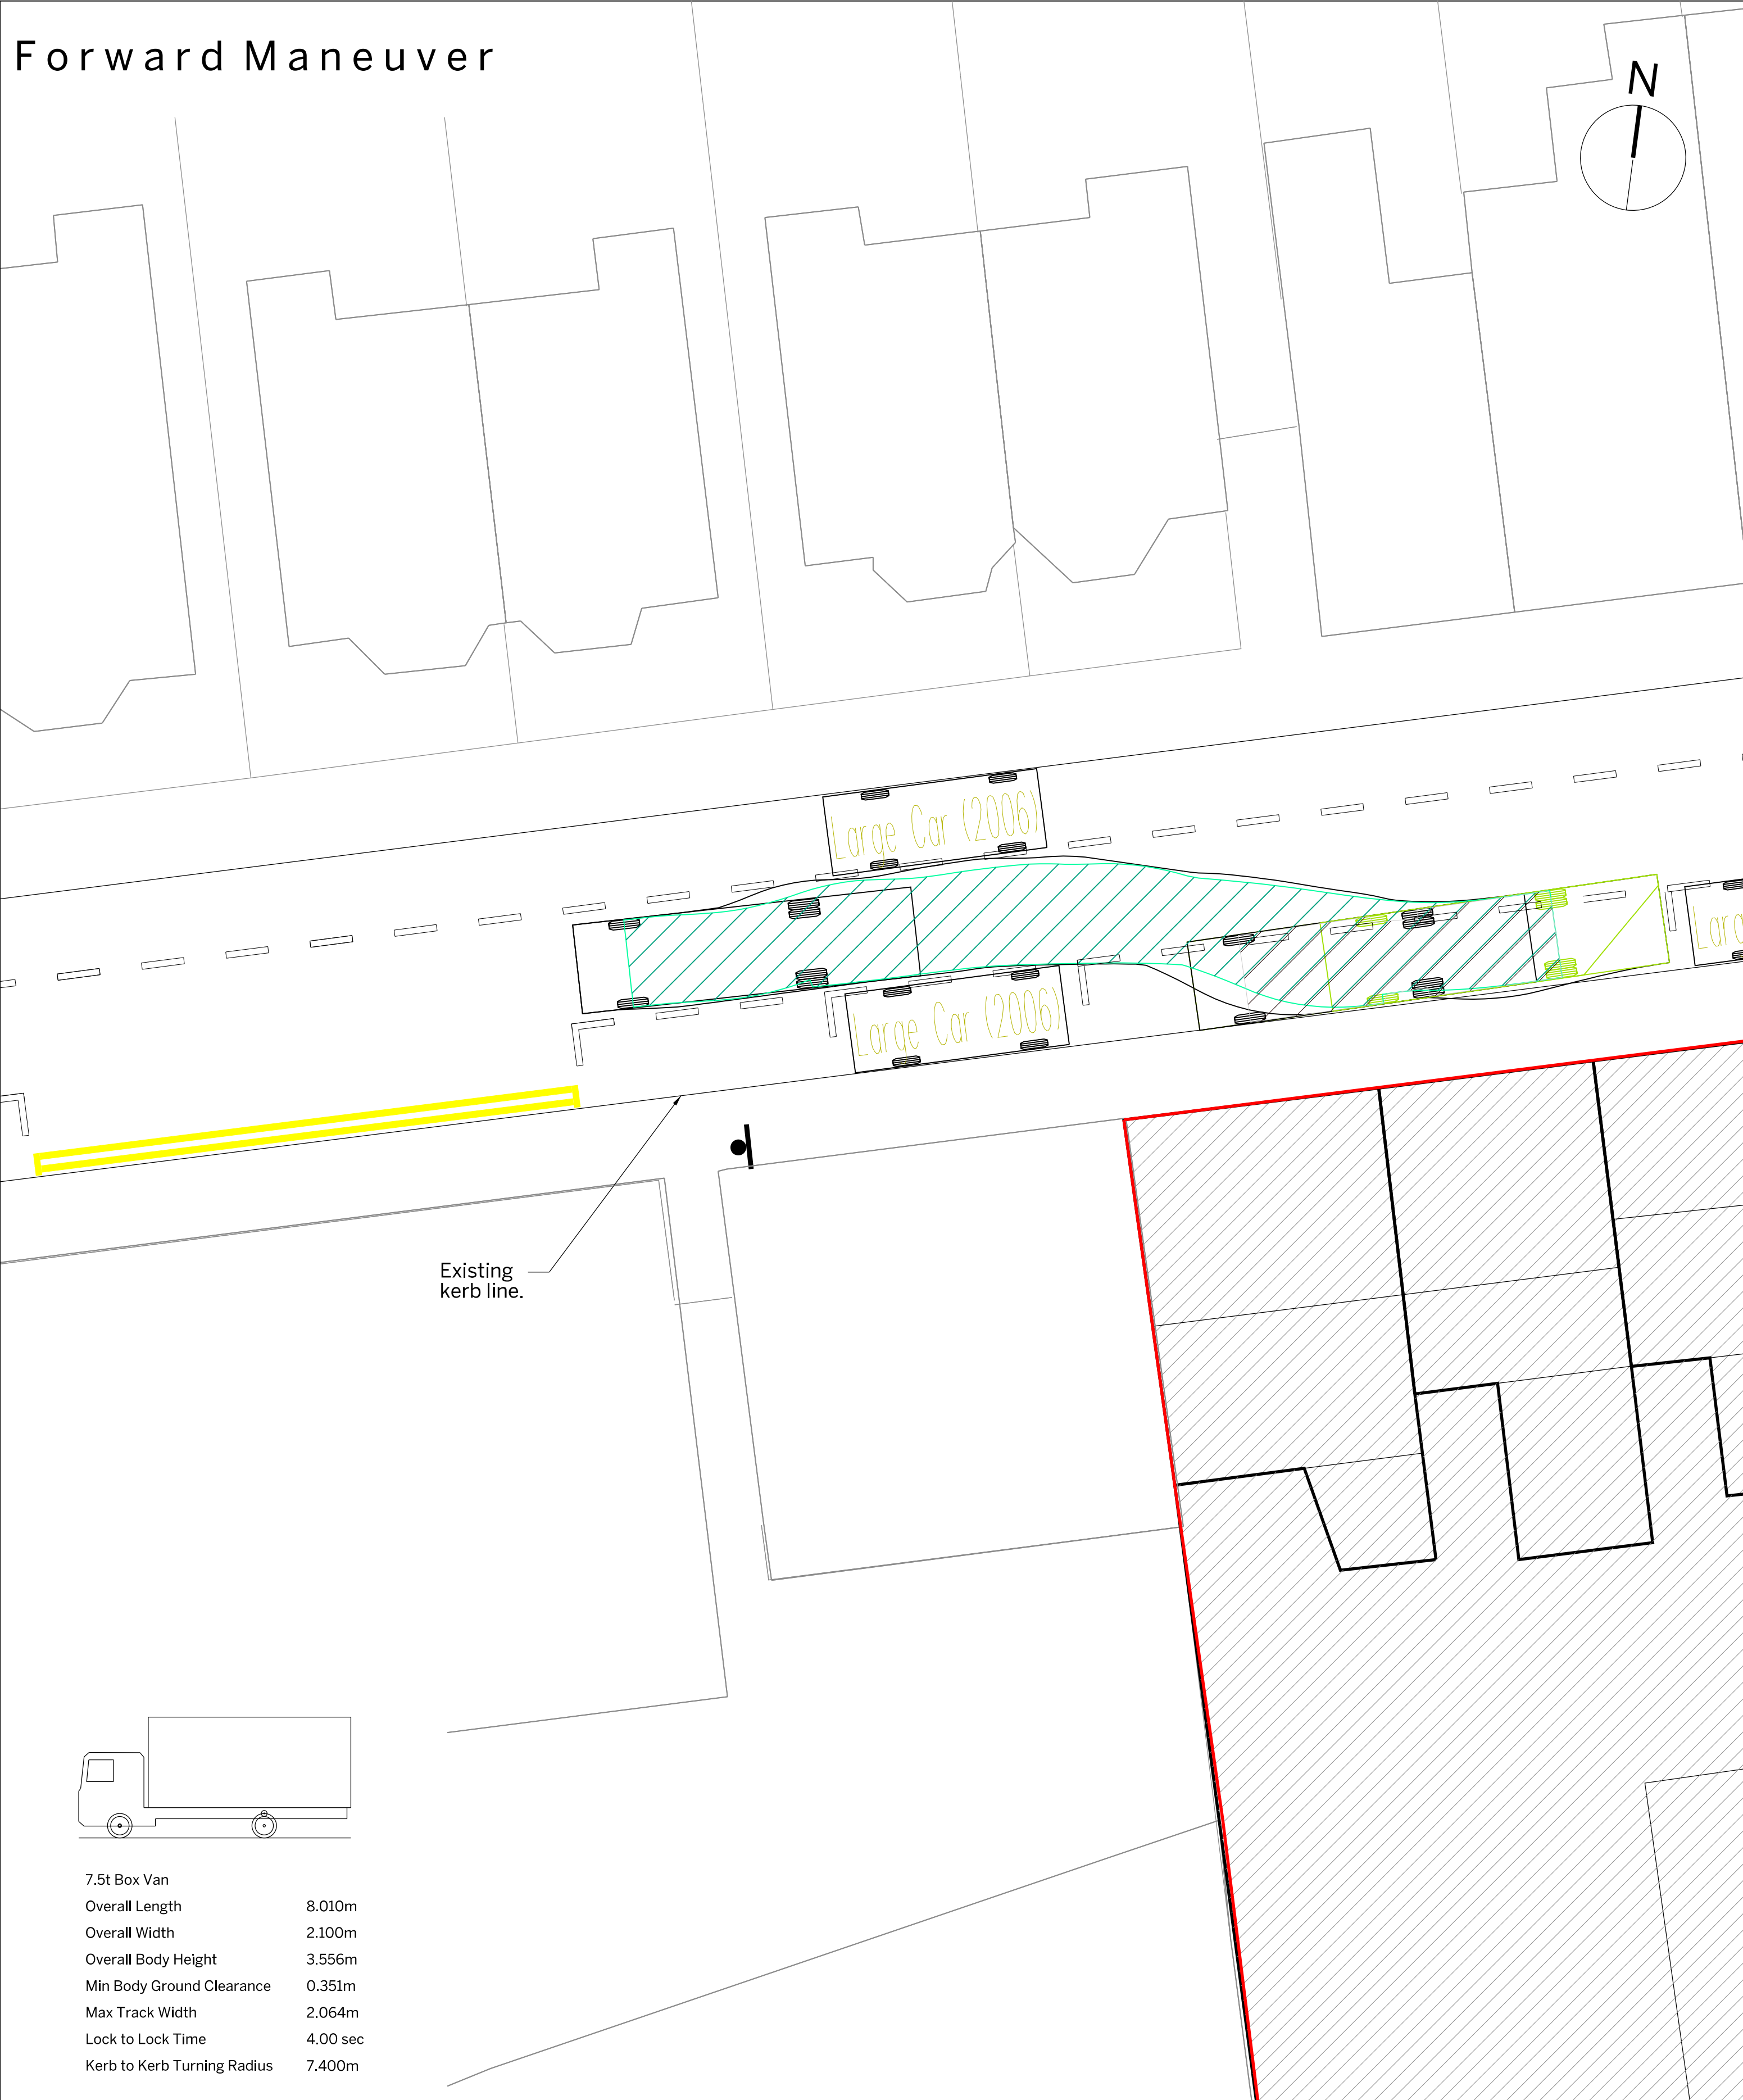 Forward Maneuver
N
Large Car (2006)
Large Car (2006)
Existing
kerb line.
7.5t Box Van
Overall Length 8.010m
Overall Width 2.100m
Overall Body Height 3.556m
Min Body Ground Clearance 0.351m
Max Track Width 2.064m
Lock to Lock Time 4.00 sec
Kerb to Kerb Turning Radius 7.400m